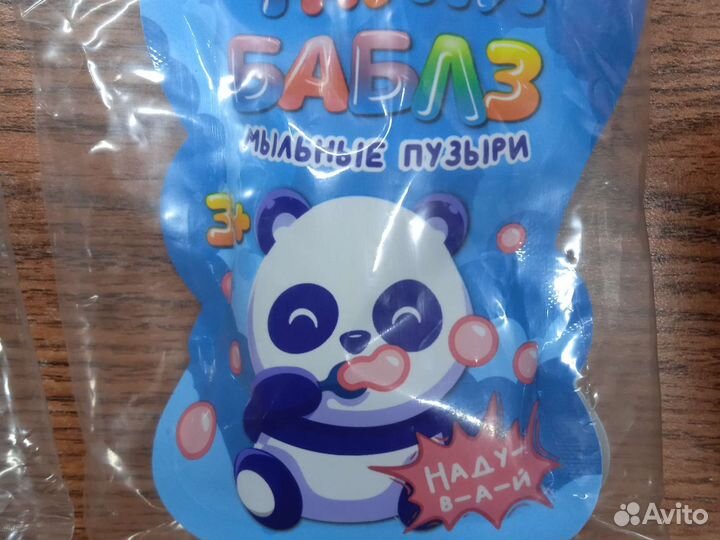 БАБЛЗ
МЫЛЬНЫЕ ПУЗЫРИ
3+
НАДУ-
В-А-Й
Avito